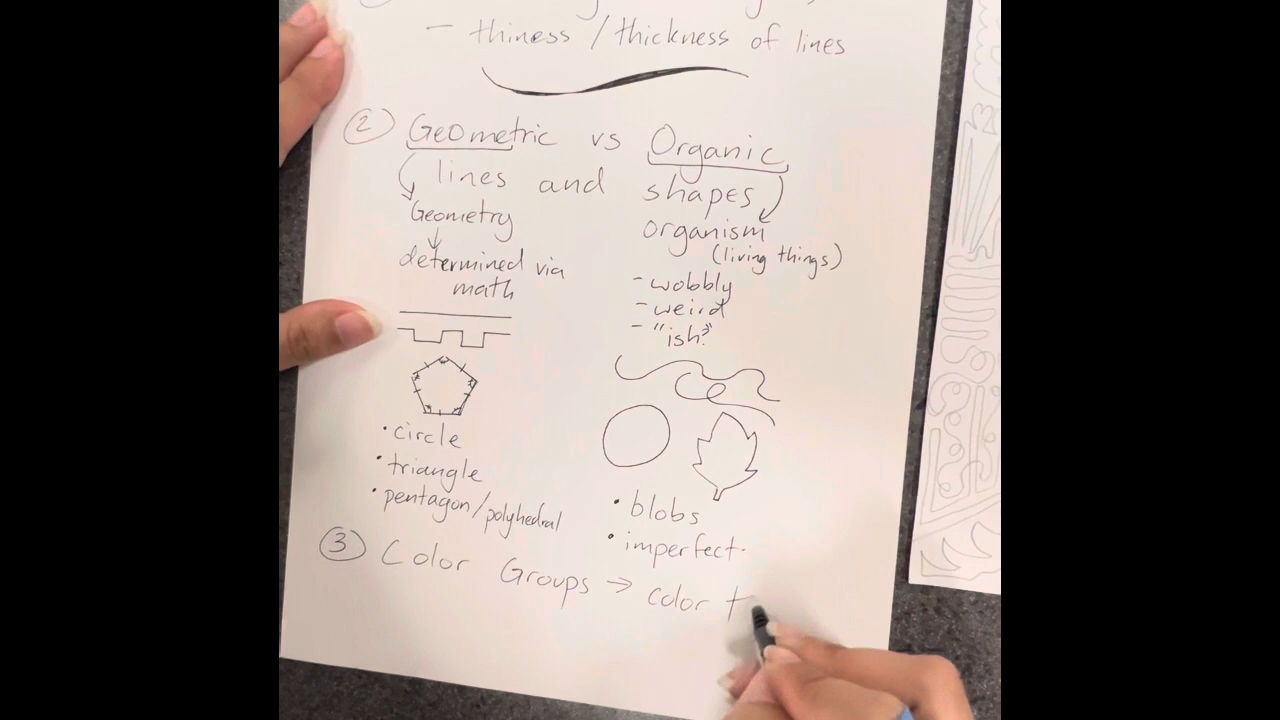 - thiness / thickness of lines
② Geometric vs Organic
lines and shapes
Geometry
determined via
math
organism
(living things)
- wobbly
- weird
- "ish?"
• circle
• triangle
• pentagon/polyhedral
• blobs
• imperfect.
③ Color Groups → color t